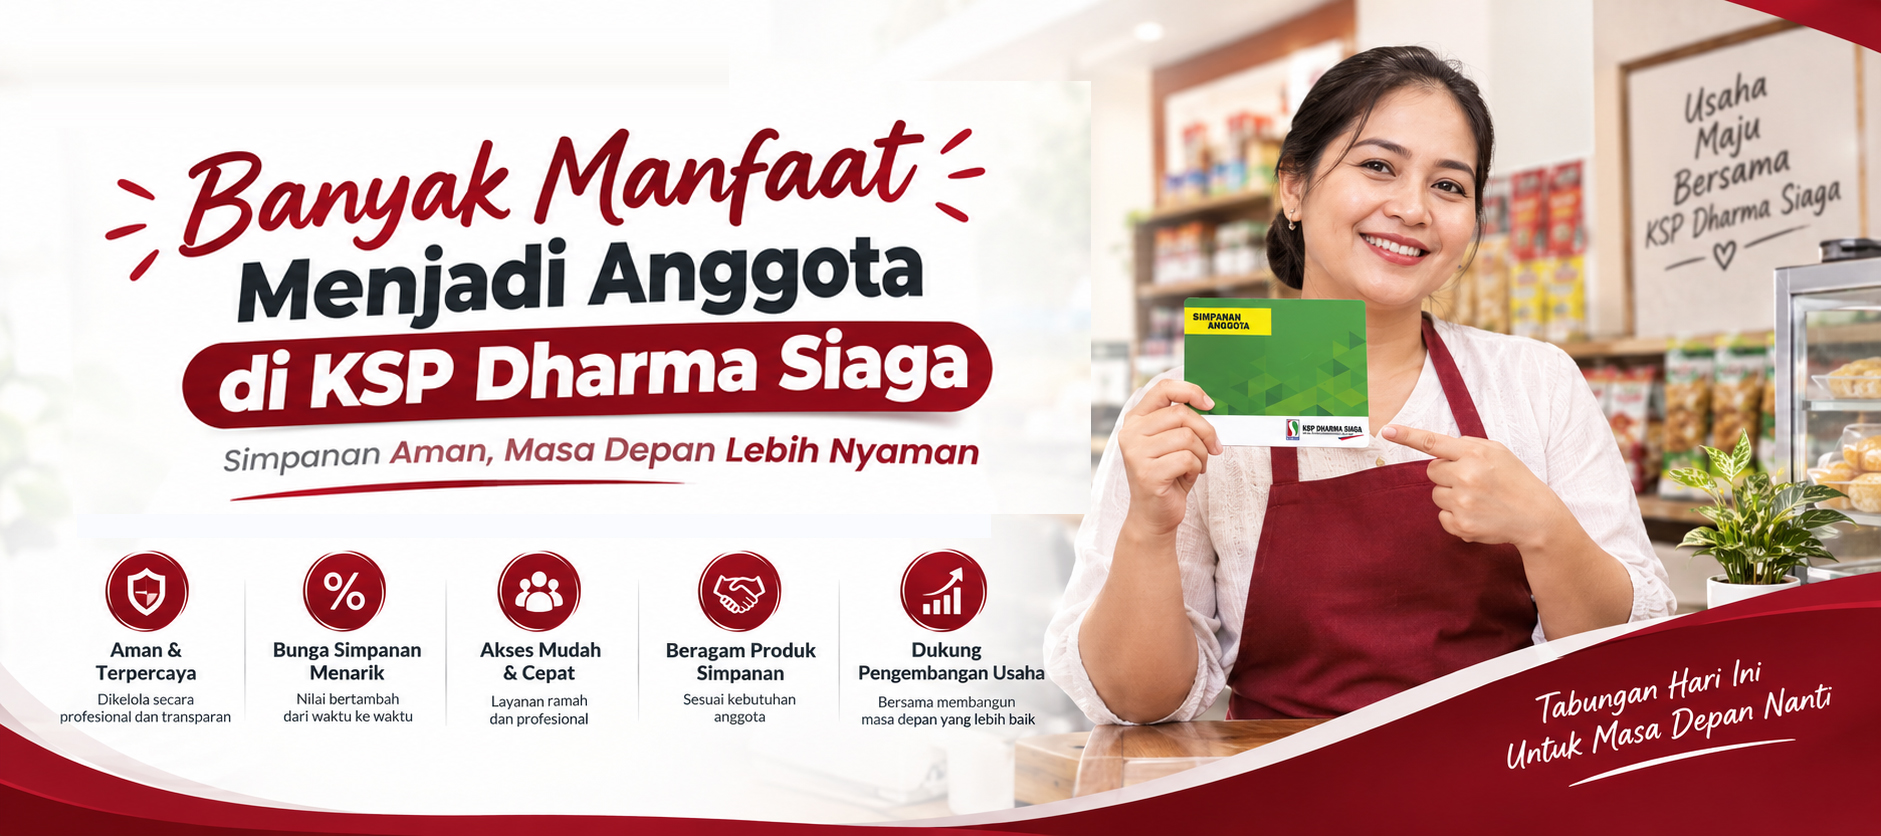 Banyak Manfaat
Menjadi Anggota
di KSP Dharma Siaga
Simpanan Aman, Masa Depan Lebih Nyaman
Aman &
Terpercaya
Dikelola secara
profesional dan transparan
Bunga Simpanan
Menarik
Nilai bertambah
dari waktu ke waktu
Akses Mudah
& Cepat
Layanan ramah
dan profesional
Beragam Produk
Simpanan
Sesuai kebutuhan
anggota
Dukung
Pengembangan Usaha
Bersama membangun
masa depan yang lebih baik
SIMPANAN
ANGGOTA
KSP DHARMA SIAGA
Usaha
Maju
Bersama
KSP Dharma Siaga
Tabungan Hari Ini
Untuk Masa Depan Nanti